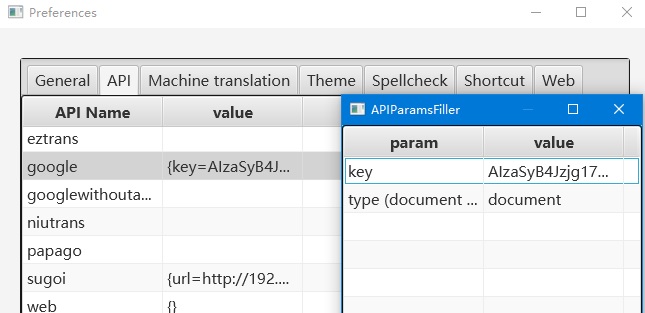 Preferences
General API Machine translation Theme Spellcheck Shortcut Web
API Name value
eztrans
google {key=AIzaSyB4J...
googlewithouta...
niutrans
papago
sugoi {url=http://192....
web {}
APIParamsFiller
param value
key AIzaSyB4Jzjg17...
type (document ... document